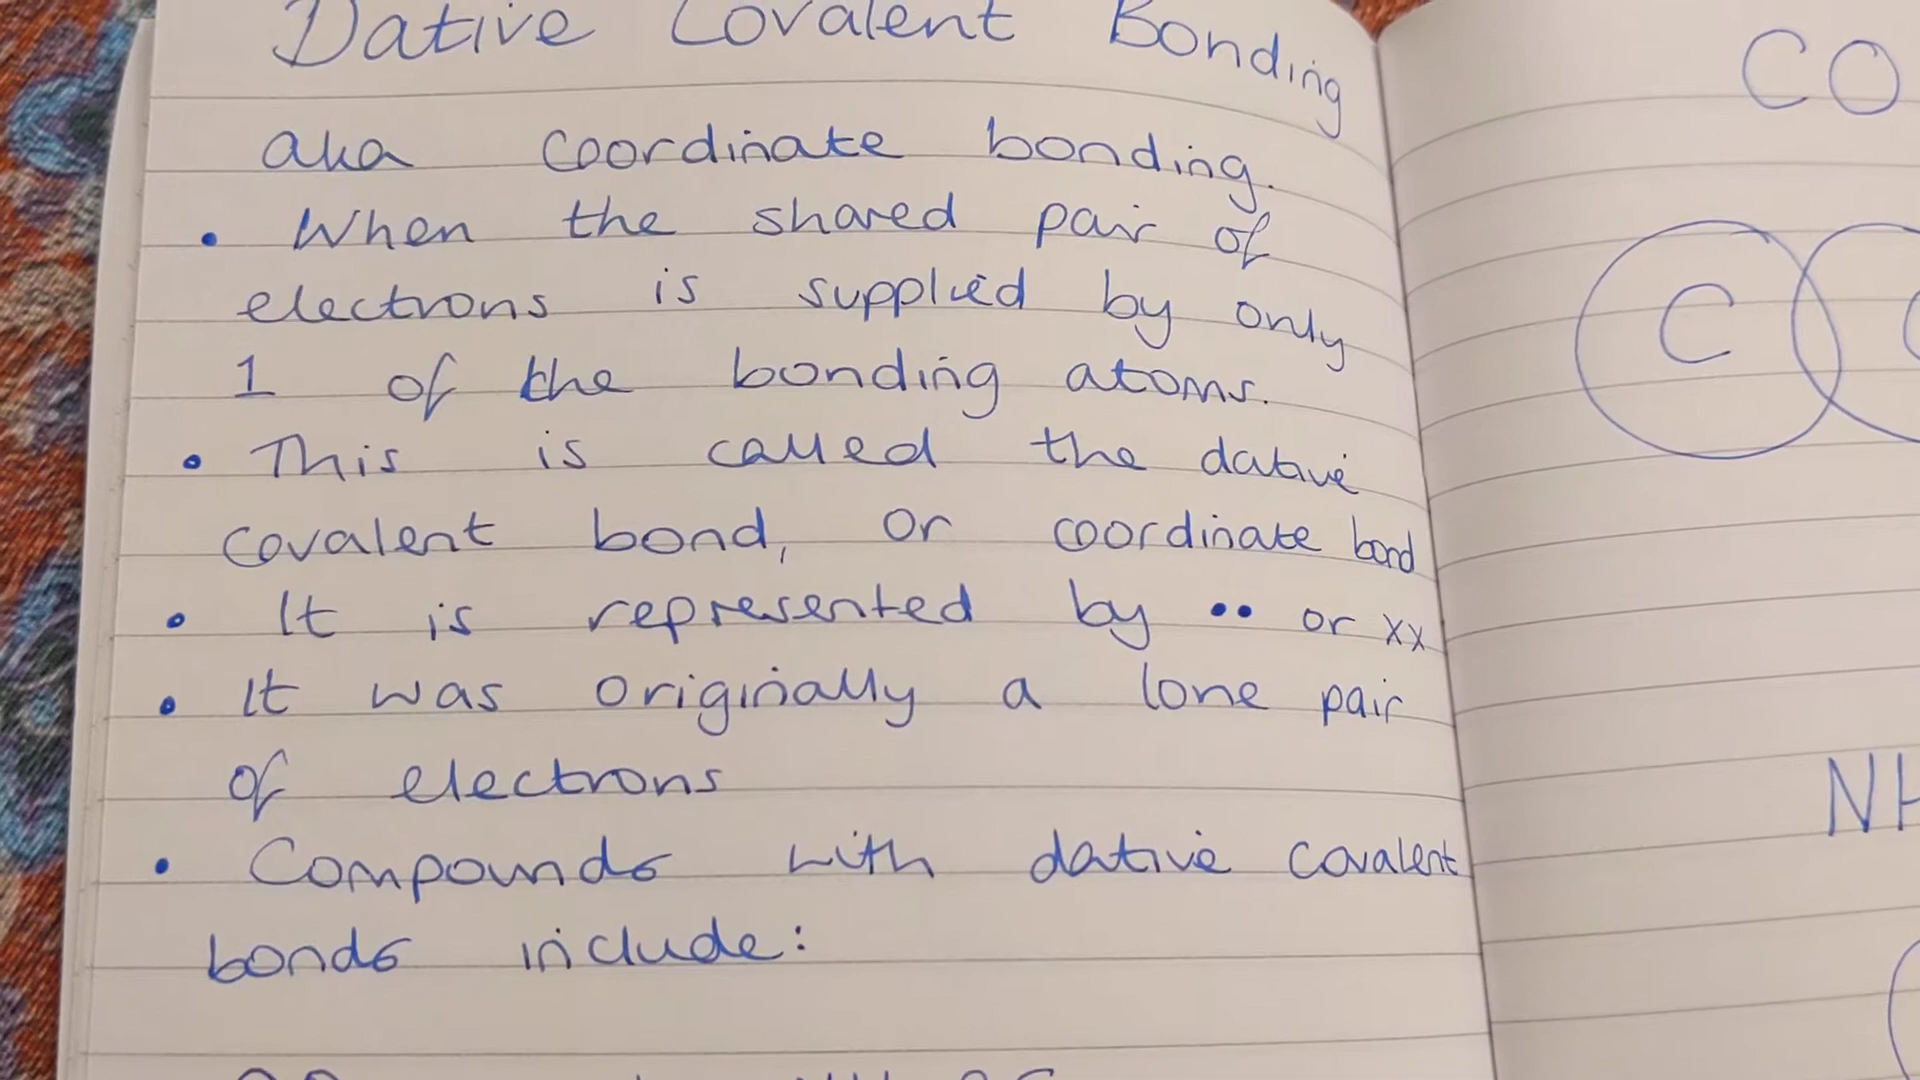 Dative Covalent Bonding
aka coordinate bonding.
• When the shared pair of
electrons is supplied by only
1 of the bonding atoms.
• This is called the dative
covalent bond, or coordinate bond
• It is represented by •• or xx
• It was originally a lone pair
of electrons
• Compounds with dative covalent
bonds include:
CO
C
NH